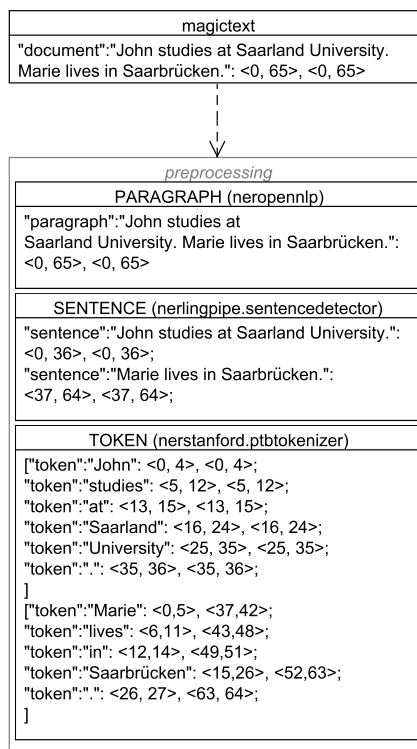 magictext
"document":"John studies at Saarland University.
Marie lives in Saarbrücken.": <0, 65>, <0, 65>
preprocessing
PARAGRAPH (neropennlp)
"paragraph":"John studies at
Saarland University. Marie lives in Saarbrücken.":
<0, 65>, <0, 65>
SENTENCE (nerlingpipe.sentencedetector)
"sentence":"John studies at Saarland University.":
<0, 36>, <0, 36>;
"sentence":"Marie lives in Saarbrücken.":
<37, 64>, <37, 64>;
TOKEN (nerstanford.ptbtokenizer)
["token":"John": <0, 4>, <0, 4>;
"token":"studies": <5, 12>, <5, 12>;
"token":"at": <13, 15>, <13, 15>;
"token":"Saarland": <16, 24>, <16, 24>;
"token":"University": <25, 35>, <25, 35>;
"token":".": <35, 36>, <35, 36>;
]
["token":"Marie": <0,5>, <37,42>;
"token":"lives": <6,11>, <43,48>;
"token":"in": <12,14>, <49,51>;
"token":"Saarbrücken": <15,26>, <52,63>;
"token":".": <26, 27>, <63, 64>;
]